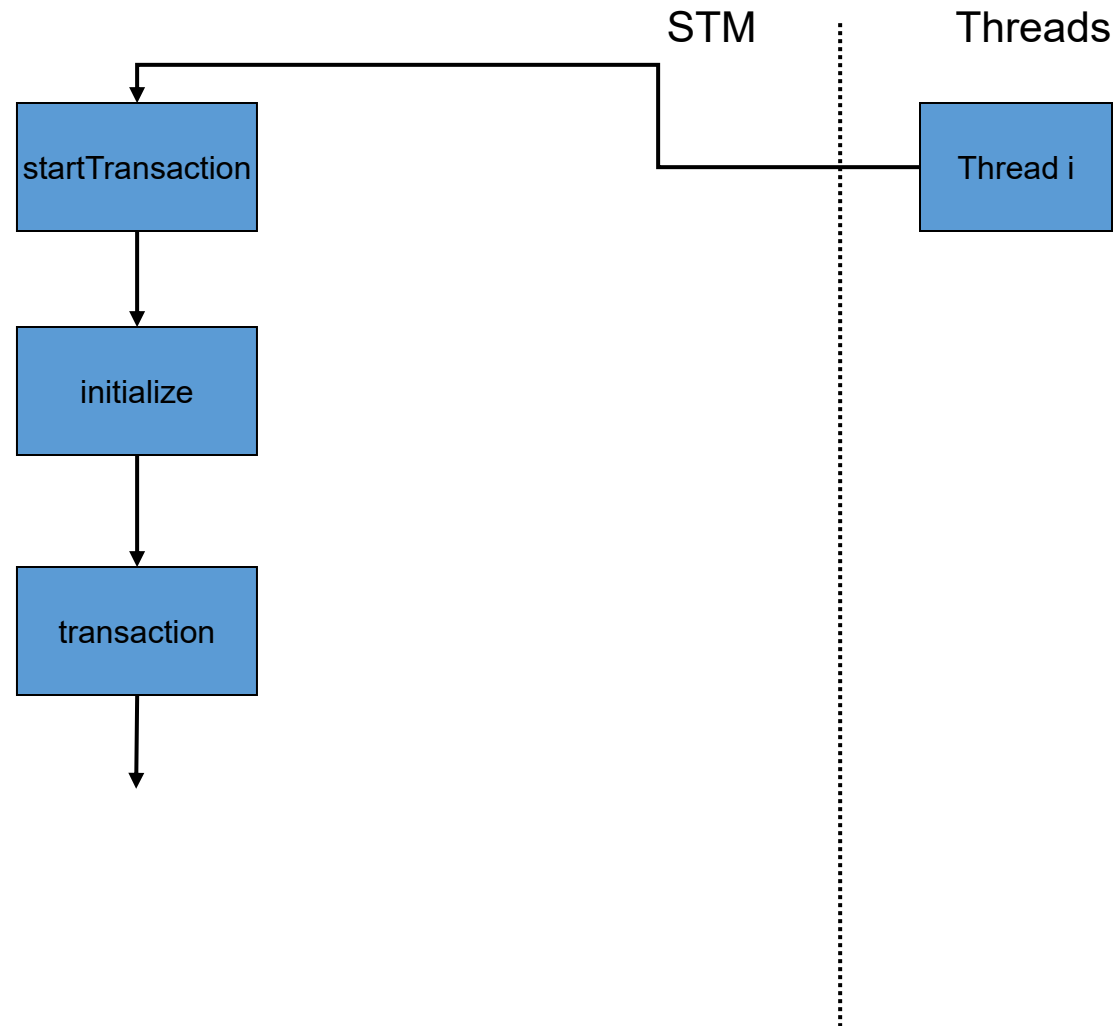 STM
Threads
startTransaction
Thread i
initialize
transaction